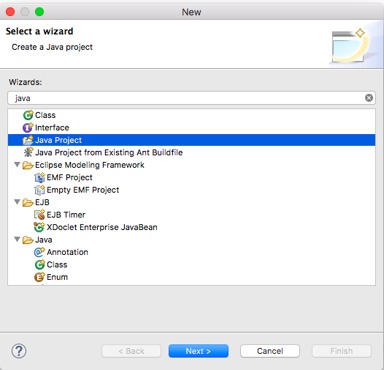 New
Select a wizard
Create a Java project
Wizards:
java
Class
Interface
Java Project
Java Project from Existing Ant Buildfile
Eclipse Modeling Framework
EMF Project
Empty EMF Project
EJB
EJB Timer
XDoclet Enterprise JavaBean
Java
Annotation
Class
Enum
? < Back Next > Cancel Finish